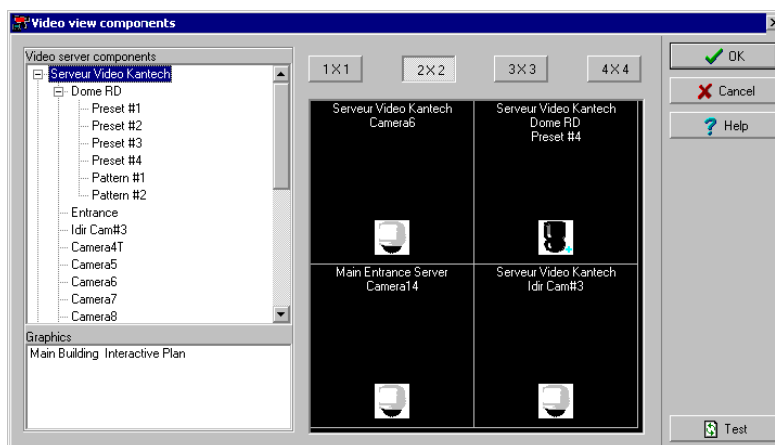 Video view components
Video server components
Serveur Video Kantech
Dome RD
Preset #1
Preset #2
Preset #3
Preset #4
Pattern #1
Pattern #2
Entrance
Idir Cam#3
Camera4T
Camera5
Camera6
Camera7
Camera8
Graphics
Main Building Interactive Plan
1X1 2X2 3X3 4X4
Serveur Video Kantech
Camera6
Serveur Video Kantech
Dome RD
Preset #4
Main Entrance Server
Camera14
Serveur Video Kantech
Idir Cam#3
OK
Cancel
Help
Test